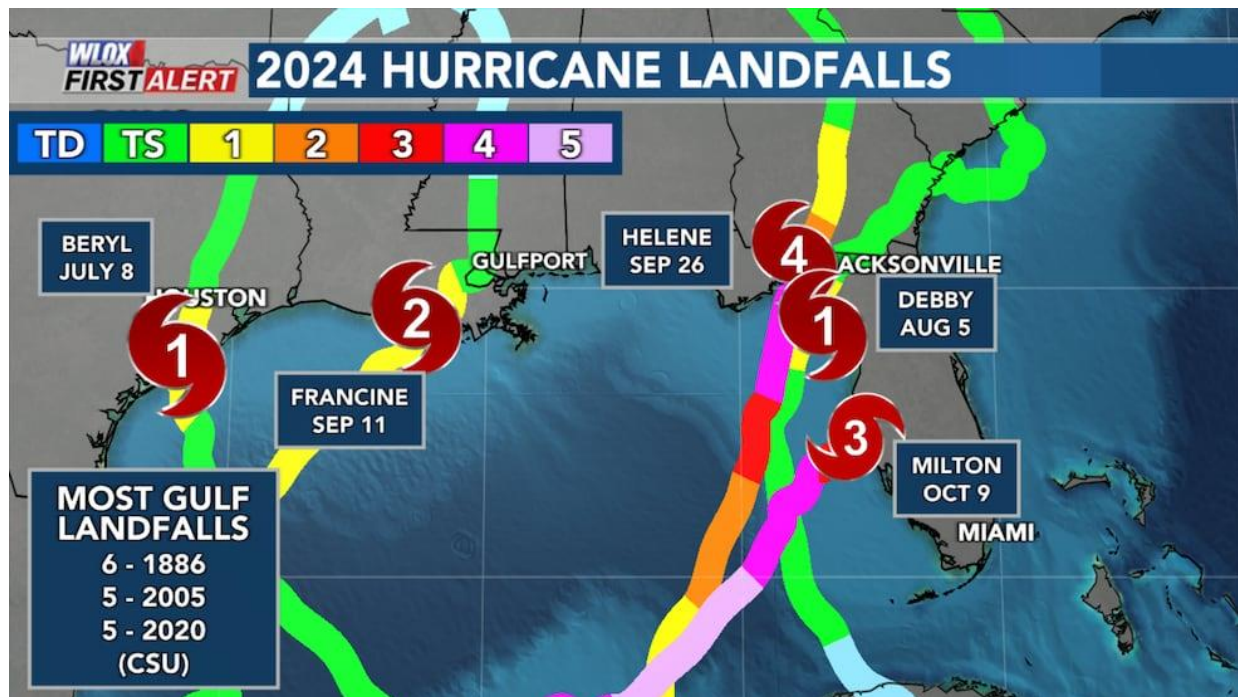 WLOX
FIRST ALERT
2024 HURRICANE LANDFALLS
TD TS 1 2 3 4 5
BERYL
JULY 8
HOUSTON
1
GULFPORT
2
FRANCINE
SEP 11
HELENE
SEP 26
4
ACKSONVILLE
1
DEBBY
AUG 5
3
MILTON
OCT 9
MIAMI
MOST GULF
LANDFALLS
6 - 1886
5 - 2005
5 - 2020
(CSU)